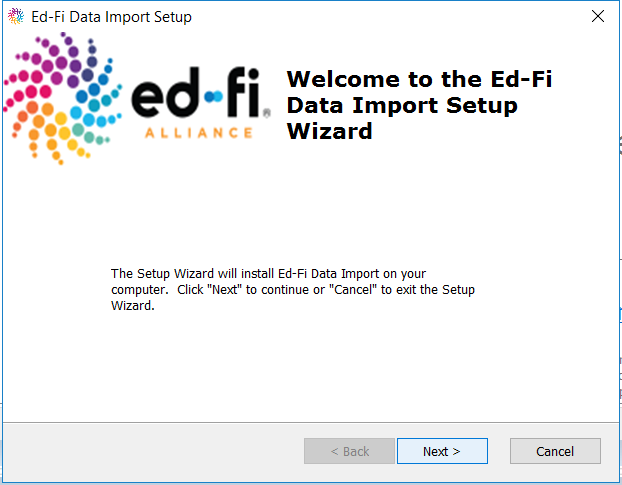 Ed-Fi Data Import Setup
ed-fi®
ALLIANCE
Welcome to the Ed-Fi
Data Import Setup
Wizard
The Setup Wizard will install Ed-Fi Data Import on your
computer.  Click "Next" to continue or "Cancel" to exit the Setup
Wizard.
< Back
Next >
Cancel